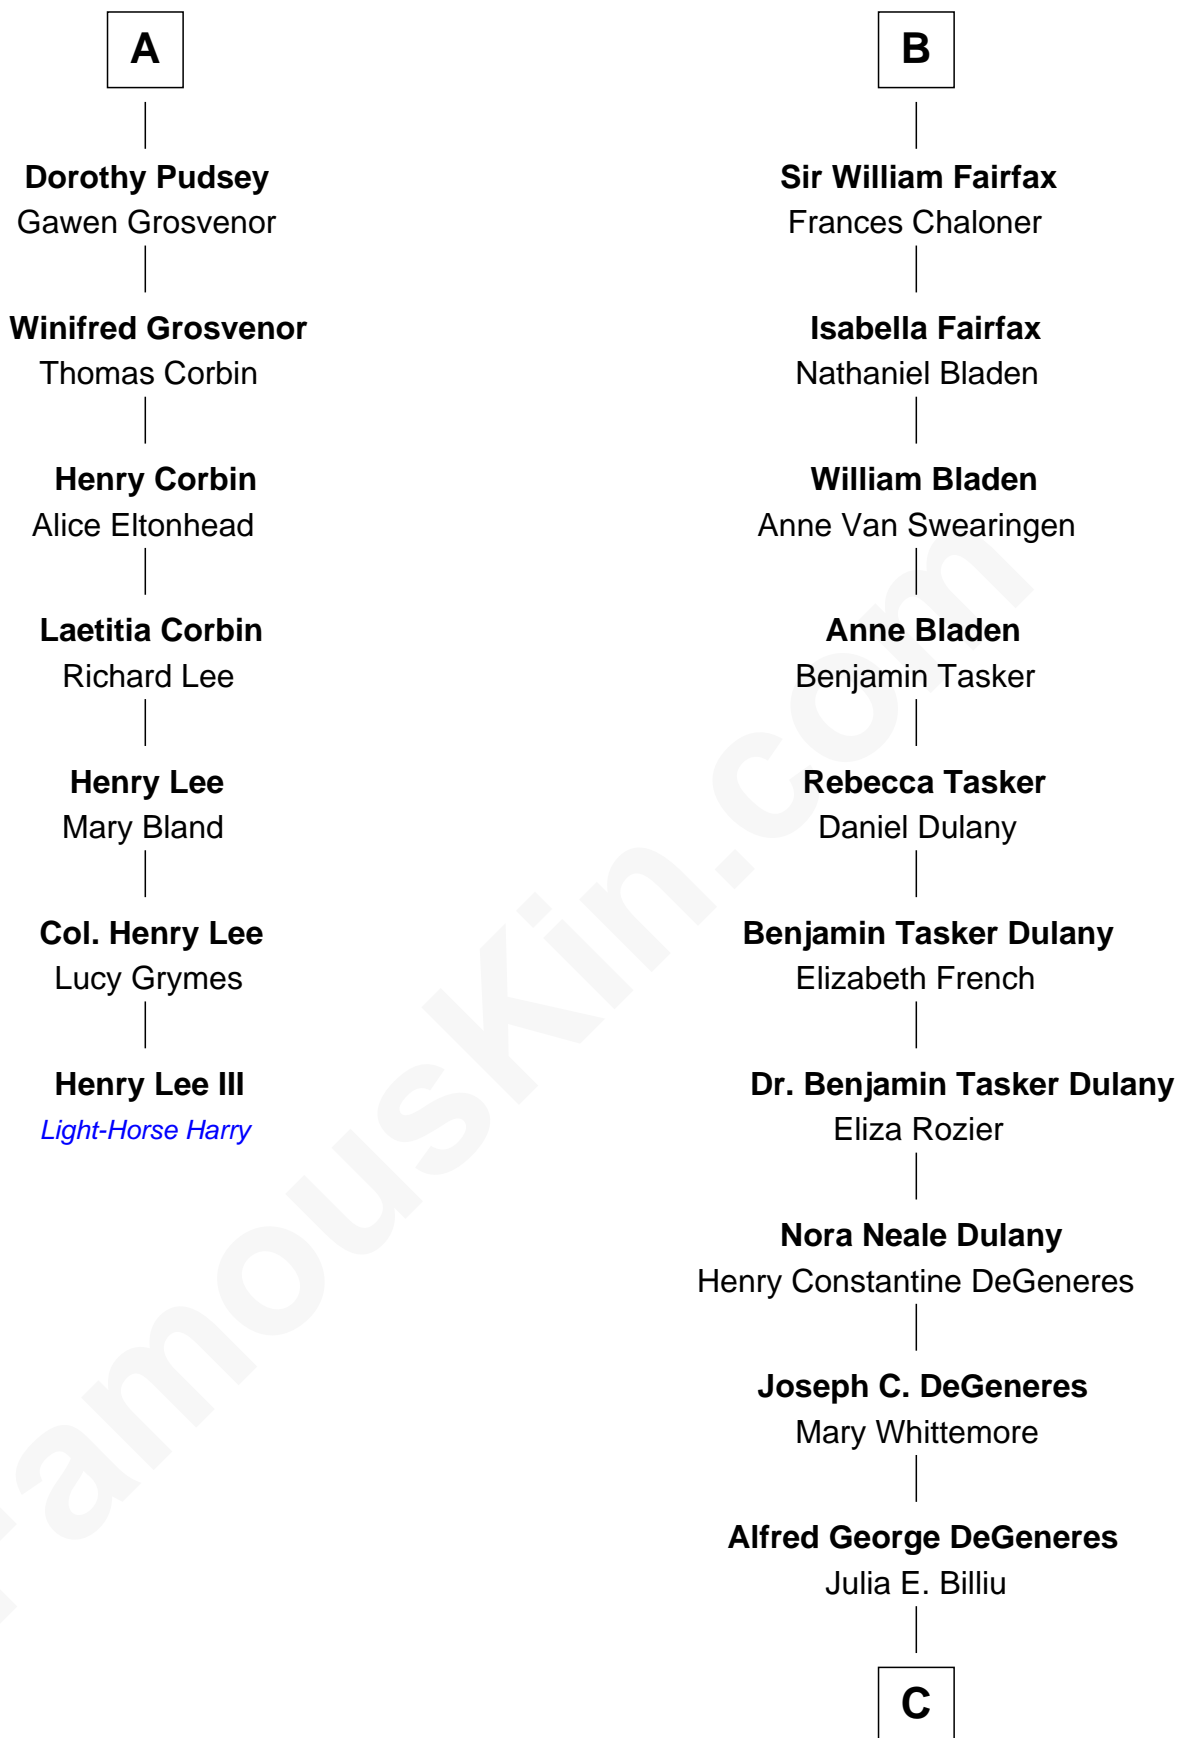 A
Dorothy Pudsey
Gawen Grosvenor
Winifred Grosvenor
Thomas Corbin
Henry Corbin
Alice Eltonhead
Laetitia Corbin
Richard Lee
Henry Lee
Mary Bland
Col. Henry Lee
Lucy Grymes
Henry Lee III
Light-Horse Harry
B
Sir William Fairfax
Frances Chaloner
Isabella Fairfax
Nathaniel Bladen
William Bladen
Anne Van Swearingen
Anne Bladen
Benjamin Tasker
Rebecca Tasker
Daniel Dulany
Benjamin Tasker Dulany
Elizabeth French
Dr. Benjamin Tasker Dulany
Eliza Rozier
Nora Neale Dulany
Henry Constantine DeGeneres
Joseph C. DeGeneres
Mary Whittemore
Alfred George DeGeneres
Julia E. Billiu
C
FamousKin.com